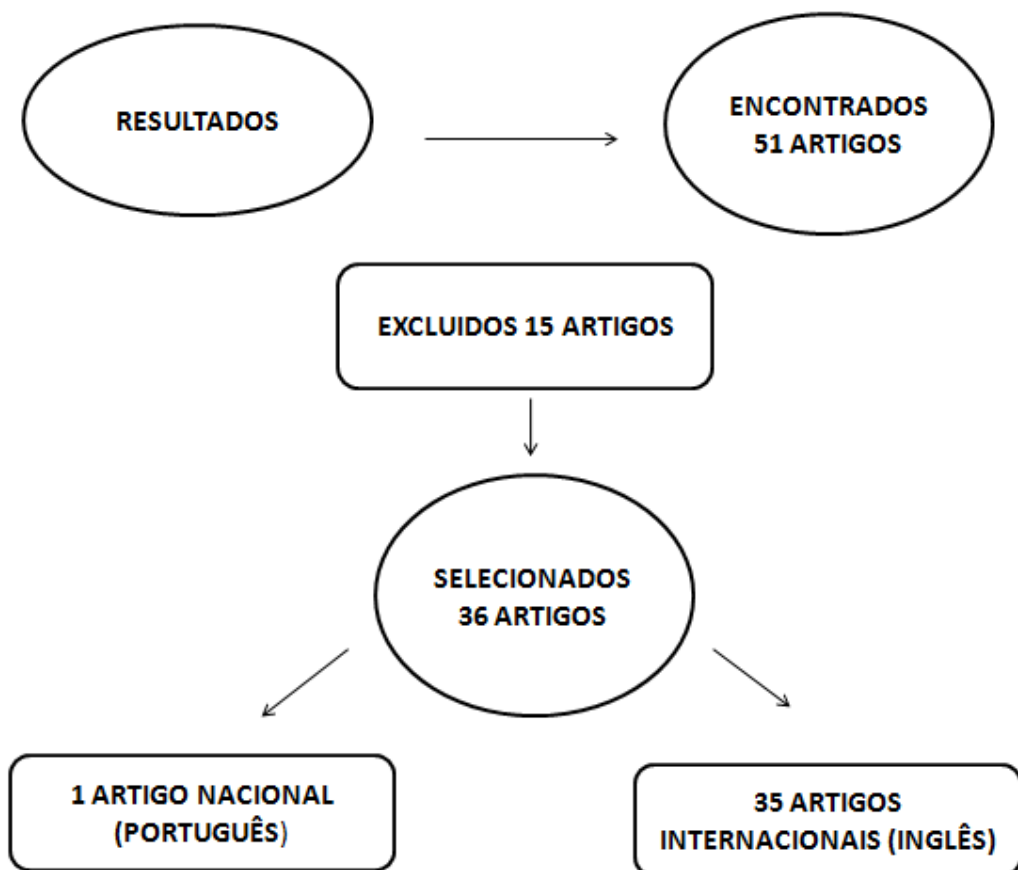 RESULTADOS
ENCONTRADOS
51 ARTIGOS
EXCLUIDOS 15 ARTIGOS
SELECIONADOS
36 ARTIGOS
1 ARTIGO NACIONAL
(PORTUGUÊS)
35 ARTIGOS
INTERNACIONAIS (INGLÊS)